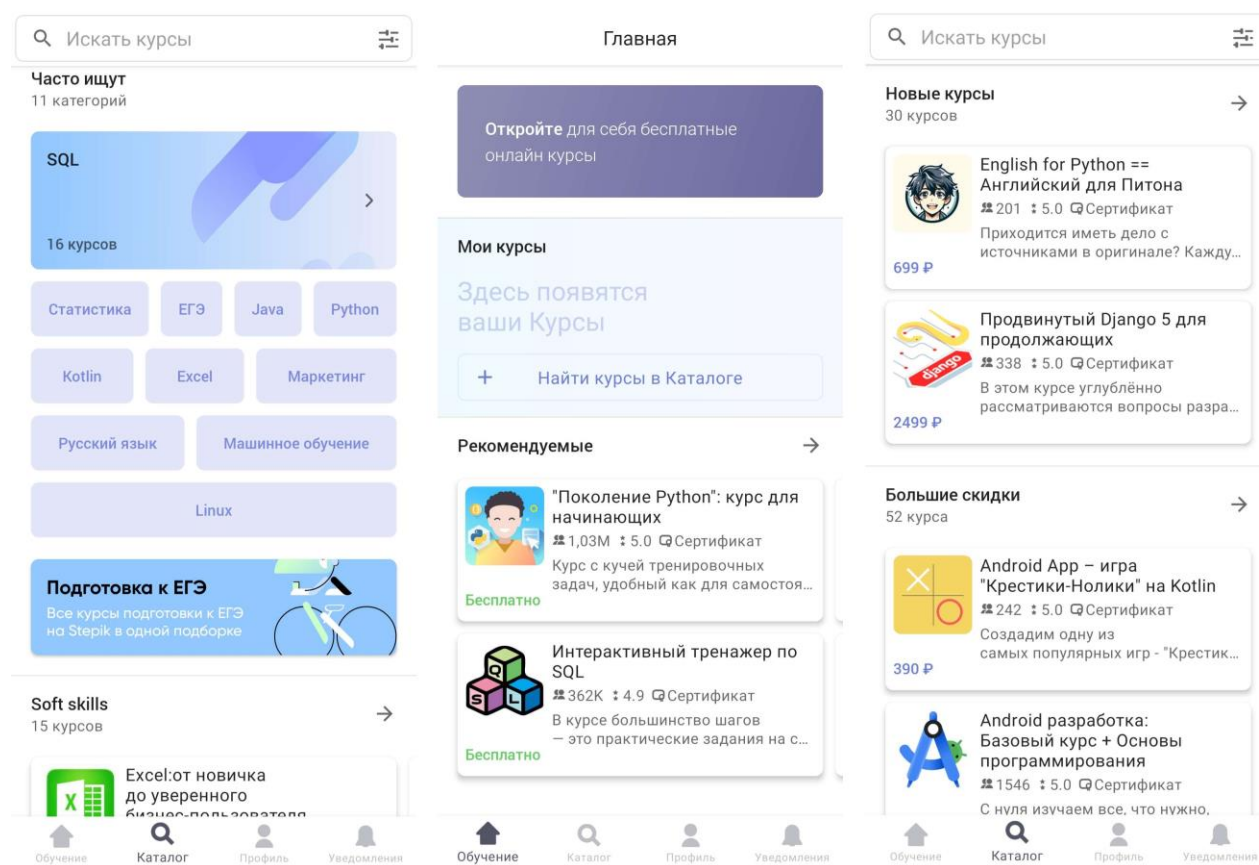 Искать курсы
Часто ищут
11 категорий
SQL
16 курсов
Статистика
ЕГЭ
Java
Python
Kotlin
Excel
Маркетинг
Русский язык
Машинное обучение
Linux
Подготовка к ЕГЭ
Все курсы подготовки к ЕГЭ
на Stepik в одной подборке
Soft skills
15 курсов
Excel:от новичка
до уверенного
бизнес-пользователя
Обучение
Каталог
Профиль
Уведомления
Главная
Откройте для себя бесплатные
онлайн курсы
Мои курсы
Здесь появятся
ваши Курсы
+ Найти курсы в Каталоге
Рекомендуемые
"Поколение Python": курс для
начинающих
1,03M 5.0 Сертификат
Курс с кучей тренировочных
задач, удобный как для самостоя...
Бесплатно
Интерактивный тренажер по
SQL
362K 4.9 Сертификат
В курсе большинство шагов
— это практические задания на с...
Бесплатно
Q
S L
Обучение
Каталог
Профиль
Уведомления
Искать курсы
Новые курсы
30 курсов
English for Python ==
Английский для Питона
201 5.0 Сертификат
Приходится иметь дело с
источниками в оригинале? Кажду...
699 ₽
Продвинутый Django 5 для
продолжающих
338 5.0 Сертификат
В этом курсе углублённо
рассматриваются вопросы разра...
django
2499 ₽
Большие скидки
52 курса
Android App – игра
"Крестики-Нолики" на Kotlin
242 5.0 Сертификат
Создадим одну из
самых популярных игр - "Крестик...
390 ₽
Android разработка:
Базовый курс + Основы
программирования
1546 5.0 Сертификат
С нуля изучаем все, что нужно,
Обучение
Каталог
Профиль
Уведомления